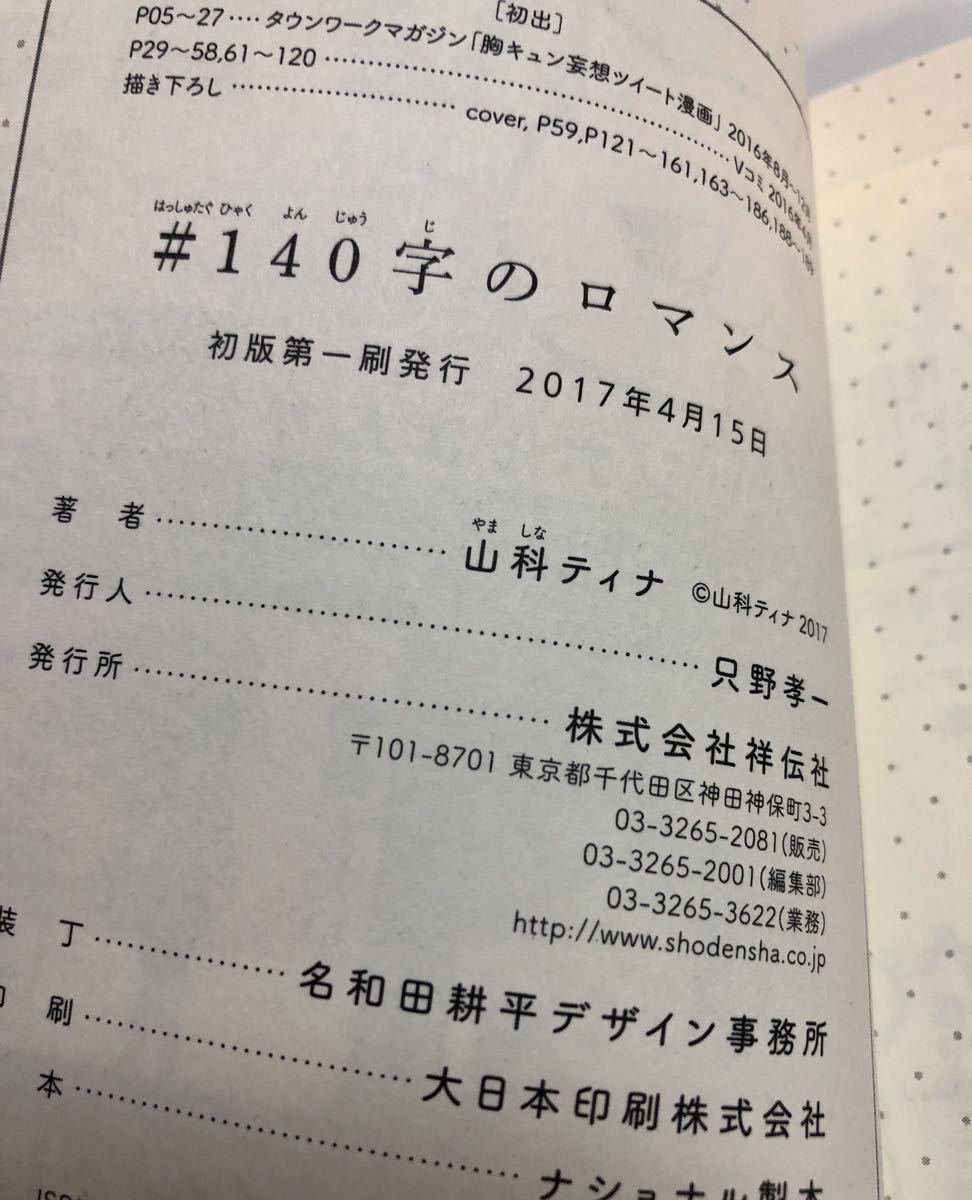 ［初出］
P05～27‥‥タウンワークマガジン「胸キュン妄想ツイート漫画」2016年8月～12月
P29～58,61～120‥‥‥‥‥‥‥‥‥‥‥‥‥‥‥‥‥‥‥‥Vコミ 2016年4月
描き下ろし‥‥‥‥‥‥‥‥‥‥‥cover, P59,P121～161,163～186,188～189
はっしゅたぐ ひゃく よん じゅう じ
#140字のロマンス
初版第一刷発行 2017年4月15日
やま しな
著 者‥‥‥‥‥‥‥‥‥‥‥‥山科ティナ ©山科ティナ 2017
発行人‥‥‥‥‥‥‥‥‥‥‥‥‥‥‥‥‥‥‥‥‥‥只野孝一
発行所‥‥‥‥‥‥‥‥‥‥‥‥‥‥‥‥株式会社祥伝社
〒101-8701 東京都千代田区神田神保町3-3
03-3265-2081(販売)
03-3265-2001(編集部)
03-3265-3622(業務)
http://www.shodensha.co.jp
装 丁‥‥‥‥‥‥‥‥名和田耕平デザイン事務所
印 刷‥‥‥‥‥‥‥‥‥‥‥‥‥大日本印刷株式会社
本‥‥‥‥‥‥‥‥‥‥‥‥‥‥‥‥‥ナショナル製本